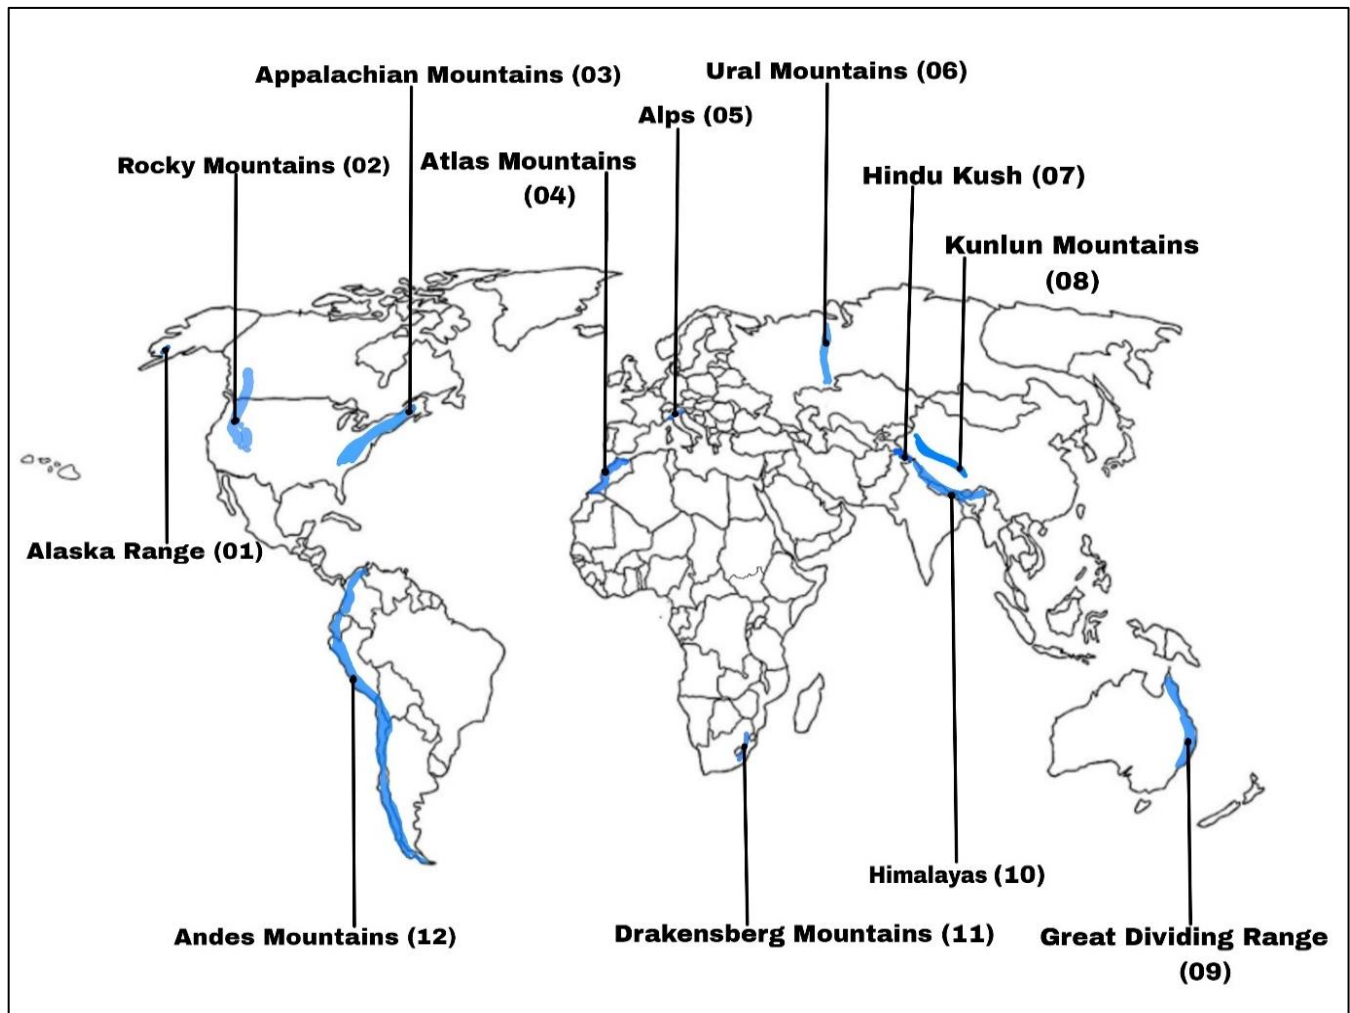 Appalachian Mountains (03)
Ural Mountains (06)
Alps (05)
Rocky Mountains (02)
Atlas Mountains
(04)
Hindu Kush (07)
Kunlun Mountains
(08)
Alaska Range (01)
Himalayas (10)
Andes Mountains (12)
Drakensberg Mountains (11)
Great Dividing Range
(09)